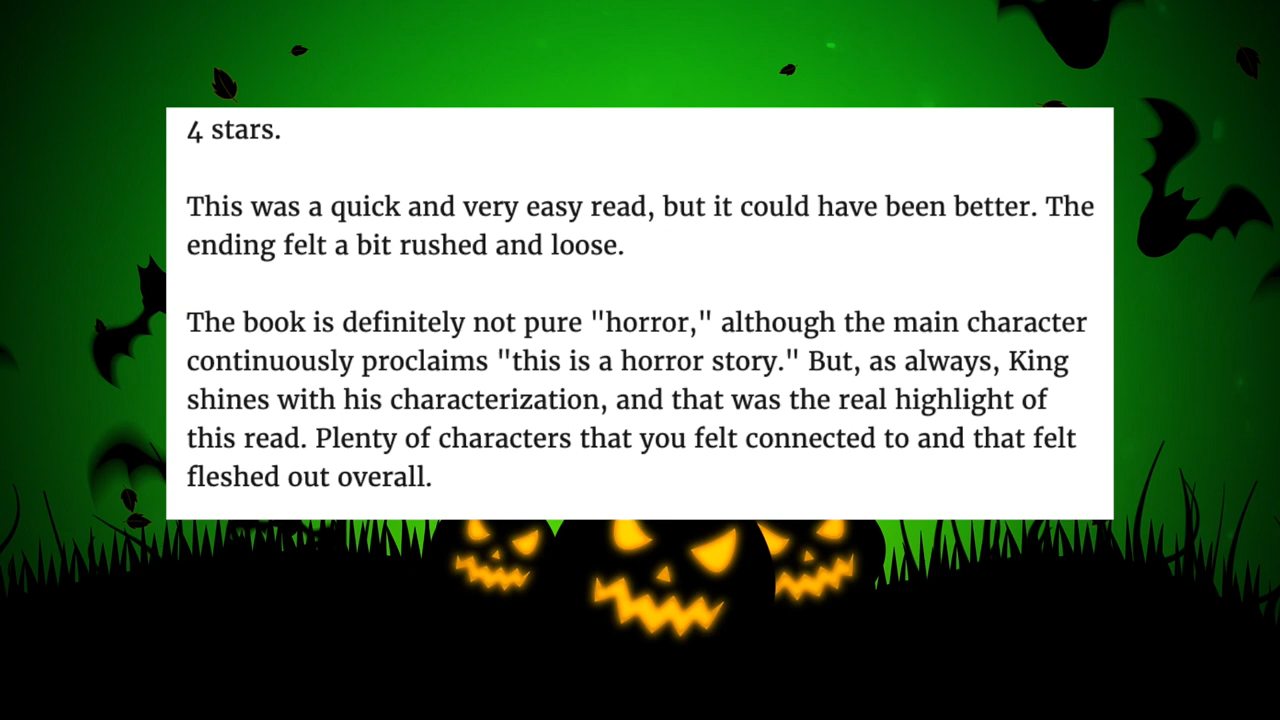 4 stars.
This was a quick and very easy read, but it could have been better. The
ending felt a bit rushed and loose.
The book is definitely not pure "horror," although the main character
continuously proclaims "this is a horror story." But, as always, King
shines with his characterization, and that was the real highlight of
this read. Plenty of characters that you felt connected to and that felt
fleshed out overall.